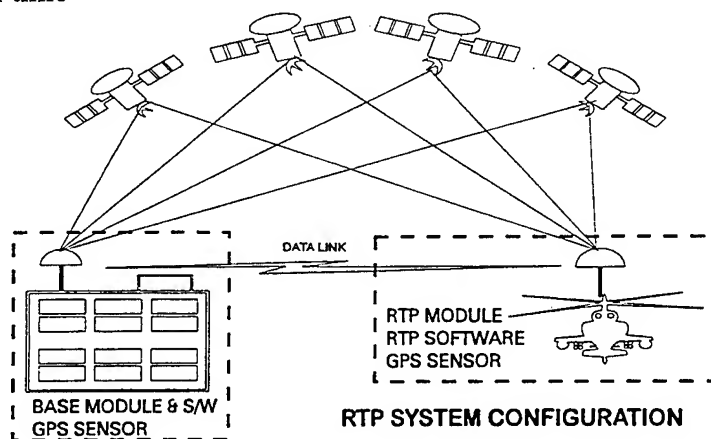 DATA LINK
RTP MODULE
RTP SOFTWARE
GPS SENSOR
BASE MODULE & S/W
GPS SENSOR
RTP SYSTEM CONFIGURATION